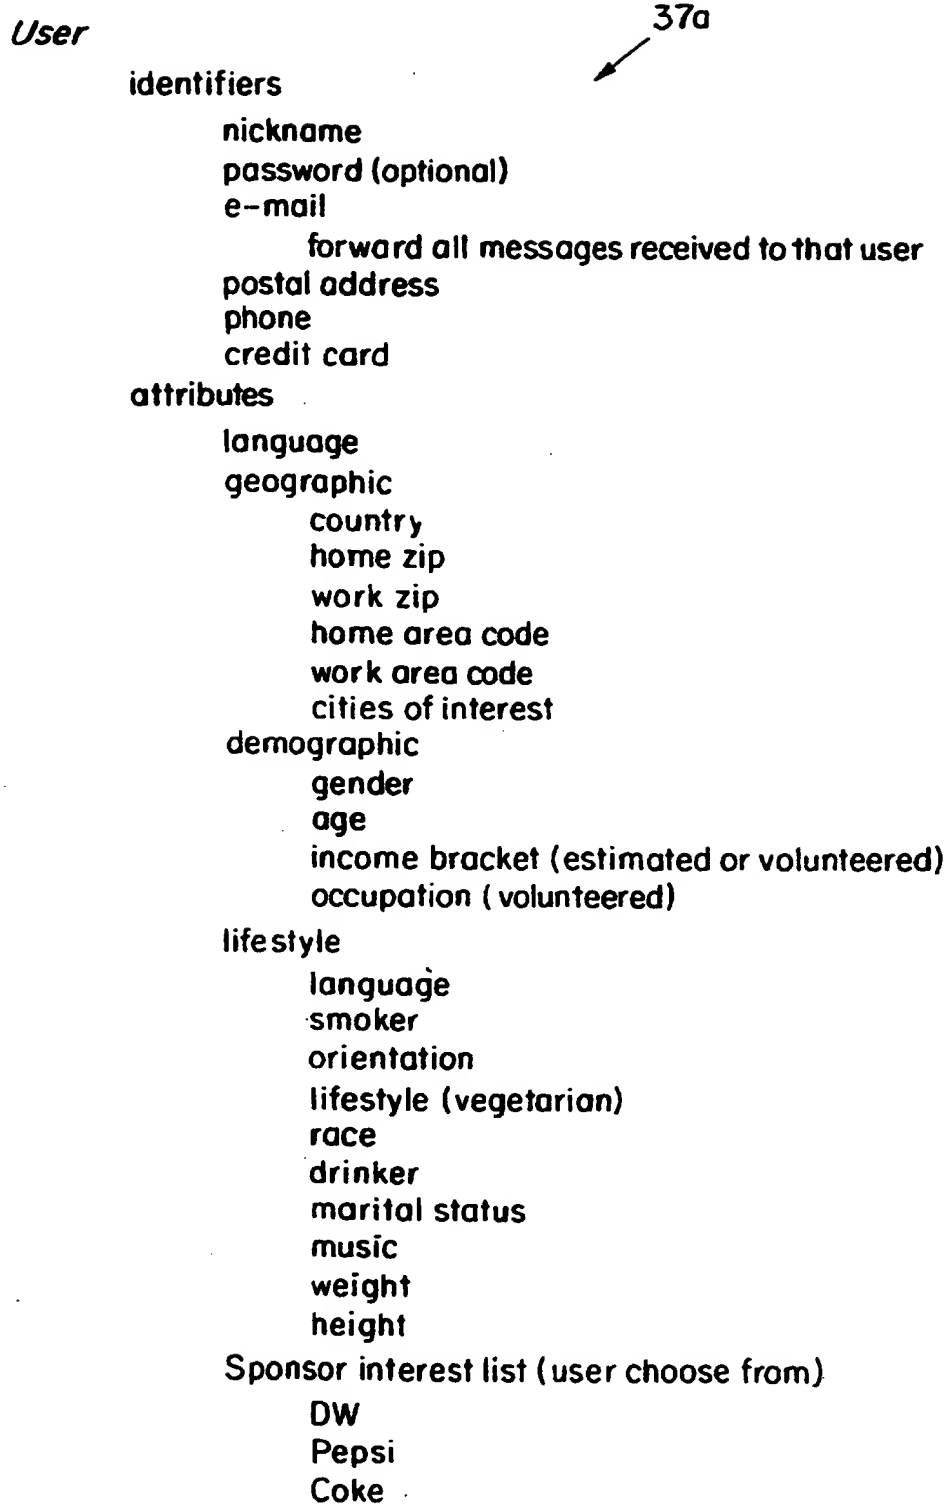 User
37a
identifiers
nickname
password (optional)
e-mail
forward all messages received to that user
postal address
phone
credit card
attributes
language
geographic
country
home zip
work zip
home area code
work area code
cities of interest
demographic
gender
age
income bracket (estimated or volunteered)
occupation (volunteered)
lifestyle
language
smoker
orientation
lifestyle (vegetarian)
race
drinker
marital status
music
weight
height
Sponsor interest list (user choose from)
DW
Pepsi
Coke